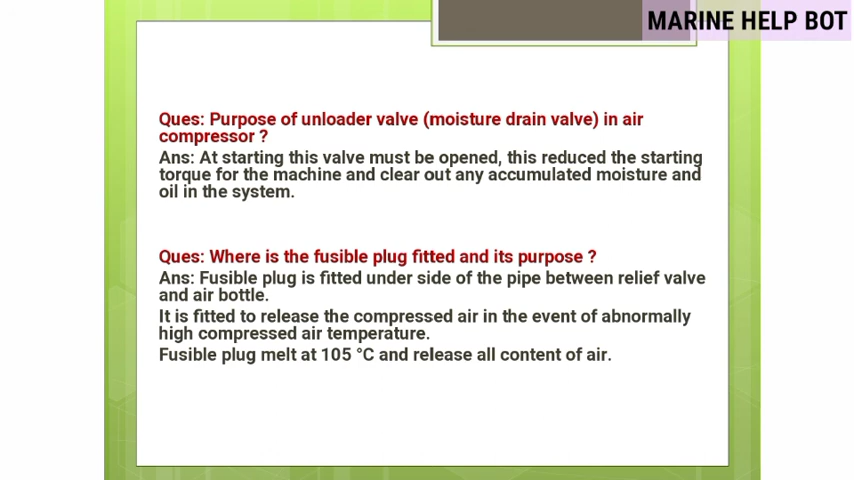 MARINE HELP BOT
Ques: Purpose of unloader valve (moisture drain valve) in air
compressor ?
Ans: At starting this valve must be opened, this reduced the starting
torque for the machine and clear out any accumulated moisture and
oil in the system.
Ques: Where is the fusible plug fitted and its purpose ?
Ans: Fusible plug is fitted under side of the pipe between relief valve
and air bottle.
It is fitted to release the compressed air in the event of abnormally
high compressed air temperature.
Fusible plug melt at 105 °C and release all content of air.